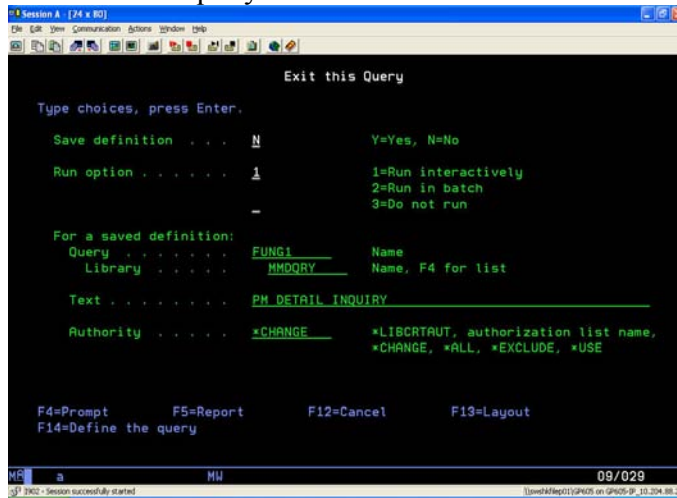 Session A - [24 x 80]
File Edit View Communication Actions Window Help
Exit this Query
Type choices, press Enter.
Save definition . . . N Y=Yes, N=No
Run option . . . . . . 1 1=Run interactively
2=Run in batch
3=Do not run
For a saved definition:
Query . . . . . . . FUNG1 Name
Library . . . . . MMDQRY Name, F4 for list
Text . . . . . . . . PM DETAIL INQUIRY
Authority . . . . . *CHANGE *LIBCRTAUT, authorization list name,
*CHANGE, *ALL, *EXCLUDE, *USE
F4=Prompt F5=Report F12=Cancel F13=Layout
F14=Define the query
MA a MW 09/029
I902 - Session successfully started